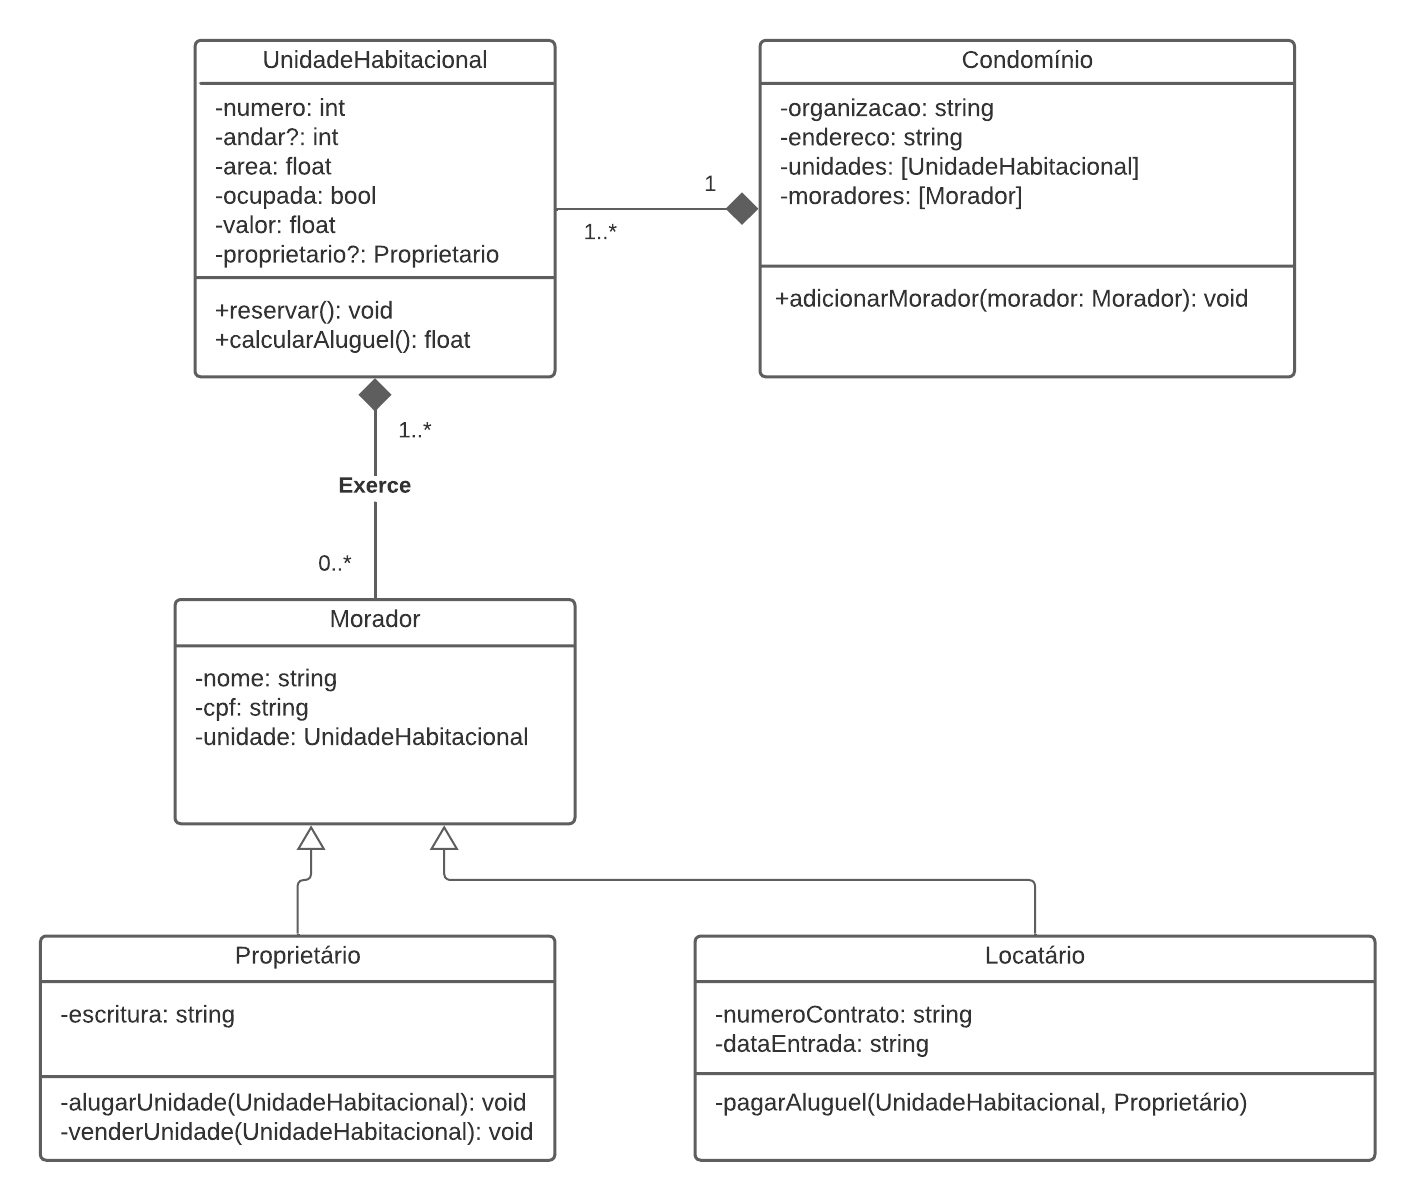 UnidadeHabitacional
-numero: int
-andar?: int
-area: float
-ocupada: bool
-valor: float
-proprietario?: Proprietario
+reservar(): void
+calcularAluguel(): float
Condomínio
-organizacao: string
-endereco: string
-unidades: [UnidadeHabitacional]
-moradores: [Morador]
+adicionarMorador(morador: Morador): void
1
1..*
1..*
Exerce
0..*
Morador
-nome: string
-cpf: string
-unidade: UnidadeHabitacional
Proprietário
-escritura: string
-alugarUnidade(UnidadeHabitacional): void
-venderUnidade(UnidadeHabitacional): void
Locatário
-numeroContrato: string
-dataEntrada: string
-pagarAluguel(UnidadeHabitacional, Proprietário)